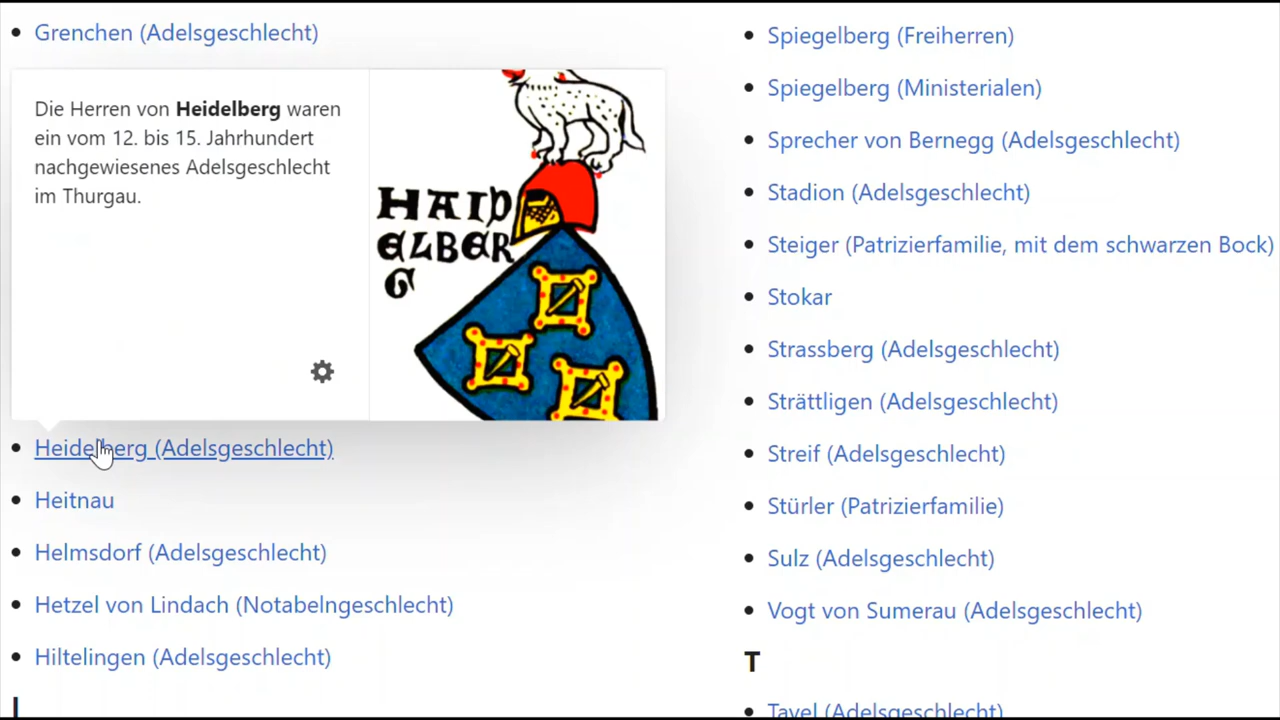 Grenchen (Adelsgeschlecht)
Die Herren von Heidelberg waren
ein vom 12. bis 15. Jahrhundert
nachgewiesenes Adelsgeschlecht
im Thurgau.
HAID
ELBER
G
Heidelberg (Adelsgeschlecht)
Heitnau
Helmsdorf (Adelsgeschlecht)
Hetzel von Lindach (Notabelngeschlecht)
Hiltelingen (Adelsgeschlecht)
I
Spiegelberg (Freiherren)
Spiegelberg (Ministerialen)
Sprecher von Bernegg (Adelsgeschlecht)
Stadion (Adelsgeschlecht)
Steiger (Patrizierfamilie, mit dem schwarzen Bock)
Stokar
Strassberg (Adelsgeschlecht)
Strättligen (Adelsgeschlecht)
Streif (Adelsgeschlecht)
Stürler (Patrizierfamilie)
Sulz (Adelsgeschlecht)
Vogt von Sumerau (Adelsgeschlecht)
T
Tavel (Adelsgeschlecht)